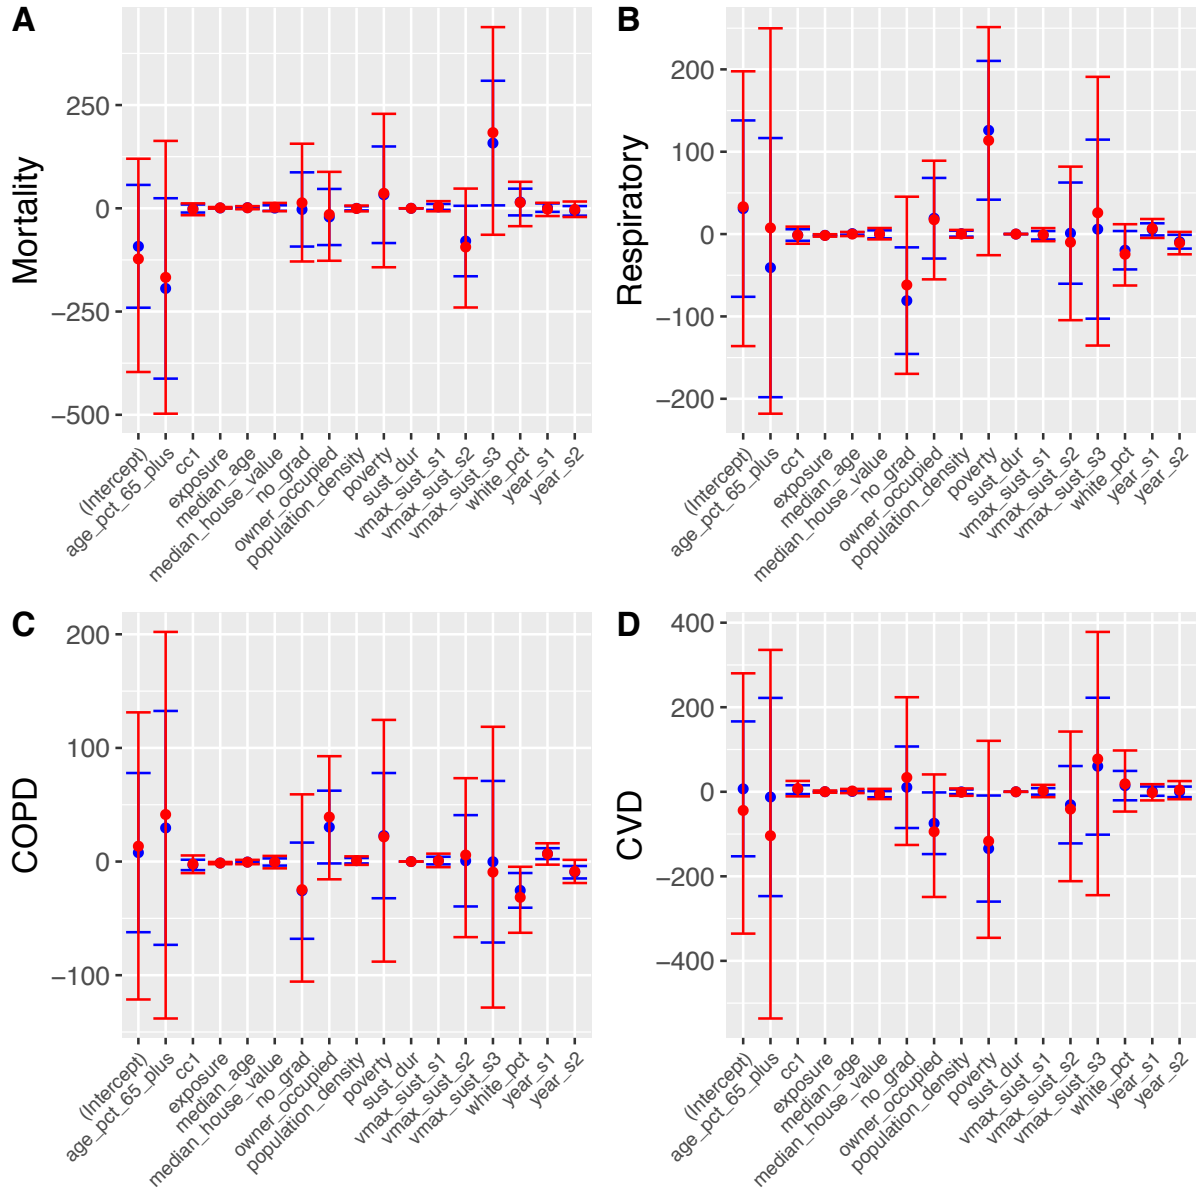 A
Mortality
250
0
−250
−500
(Intercept)
age_pct_65_plus
cc1
exposure
median_age
median_house_value
no_grad
owner_occupied
population_density
poverty
sust_dur
vmax_sust_s1
vmax_sust_s2
vmax_sust_s3
white_pct
year_s1
year_s2
B
Respiratory
200
100
0
−100
−200
(Intercept)
age_pct_65_plus
cc1
exposure
median_age
median_house_value
no_grad
owner_occupied
population_density
poverty
sust_dur
vmax_sust_s1
vmax_sust_s2
vmax_sust_s3
white_pct
year_s1
year_s2
C
COPD
200
100
0
−100
(Intercept)
age_pct_65_plus
cc1
exposure
median_age
median_house_value
no_grad
owner_occupied
population_density
poverty
sust_dur
vmax_sust_s1
vmax_sust_s2
vmax_sust_s3
white_pct
year_s1
year_s2
D
CVD
400
200
0
−200
−400
(Intercept)
age_pct_65_plus
cc1
exposure
median_age
median_house_value
no_grad
owner_occupied
population_density
poverty
sust_dur
vmax_sust_s1
vmax_sust_s2
vmax_sust_s3
white_pct
year_s1
year_s2